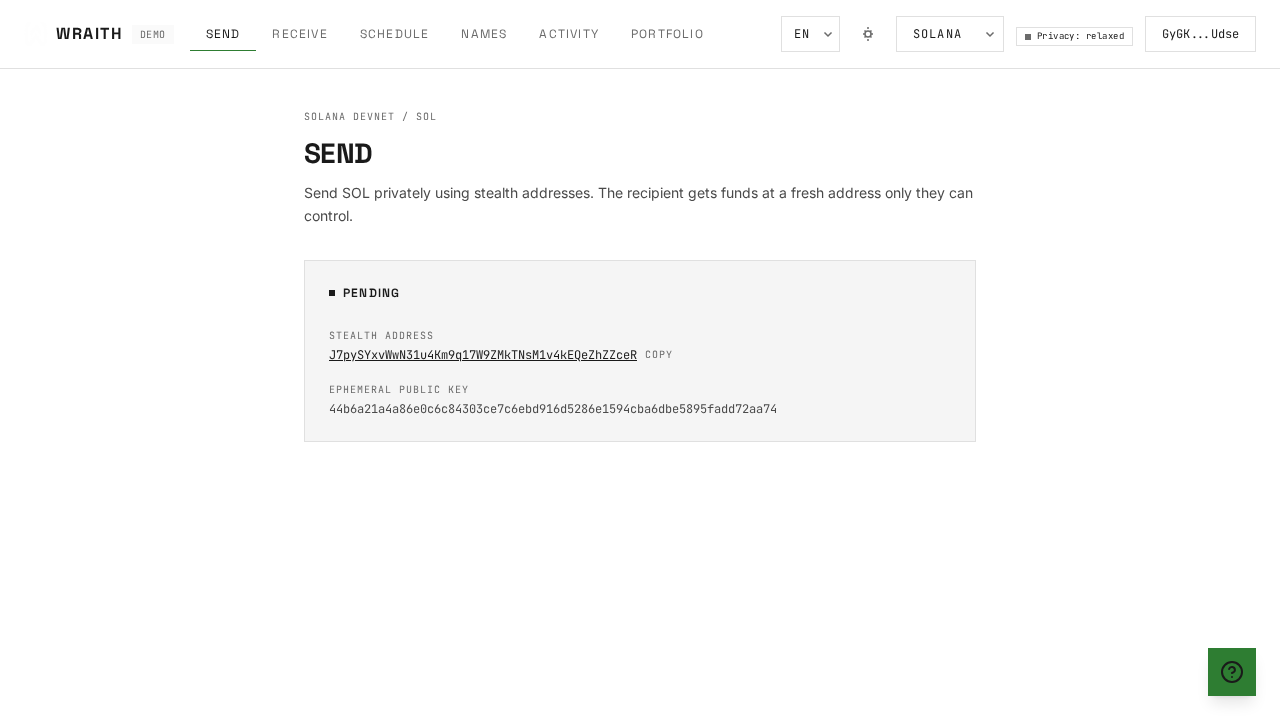 WRAITH DEMO SEND RECEIVE SCHEDULE NAMES ACTIVITY PORTFOLIO EN SOLANA Privacy: relaxed GyGK...Udse
SOLANA DEVNET / SOL
SEND
Send SOL privately using stealth addresses. The recipient gets funds at a fresh address only they can
control.
PENDING
STEALTH ADDRESS
J7pySYxvWwN31u4Km9q17W9ZMkTNsM1v4kEQeZhZZceR COPY
EPHEMERAL PUBLIC KEY
44b6a21a4a86e0c6c84303ce7c6ebd916d5286e1594cba6dbe5895fadd72aa74